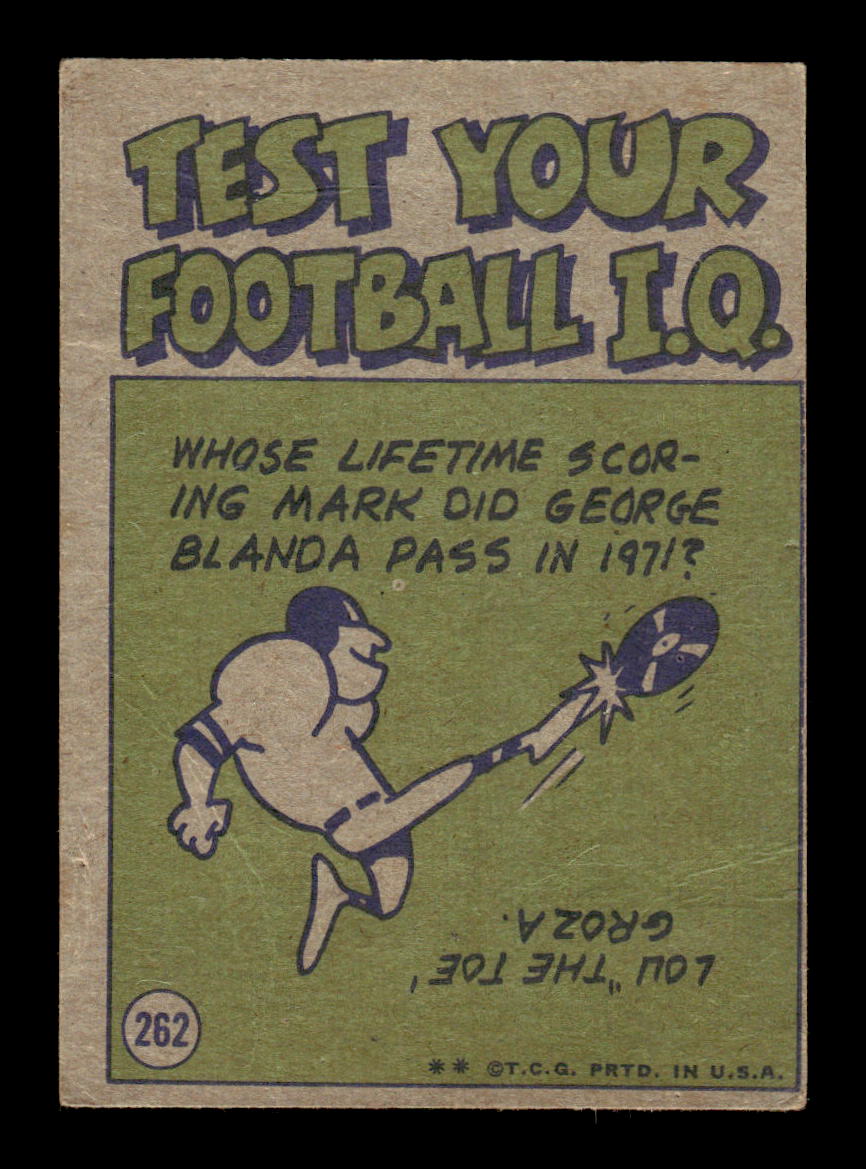 TEST YOUR
FOOTBALL I.Q.
WHOSE LIFETIME SCOR-
ING MARK DID GEORGE
BLANDA PASS IN 1971?
LOU "THE TOE"
GROZA.
262
** ©T.C.G. PRTD. IN U.S.A.